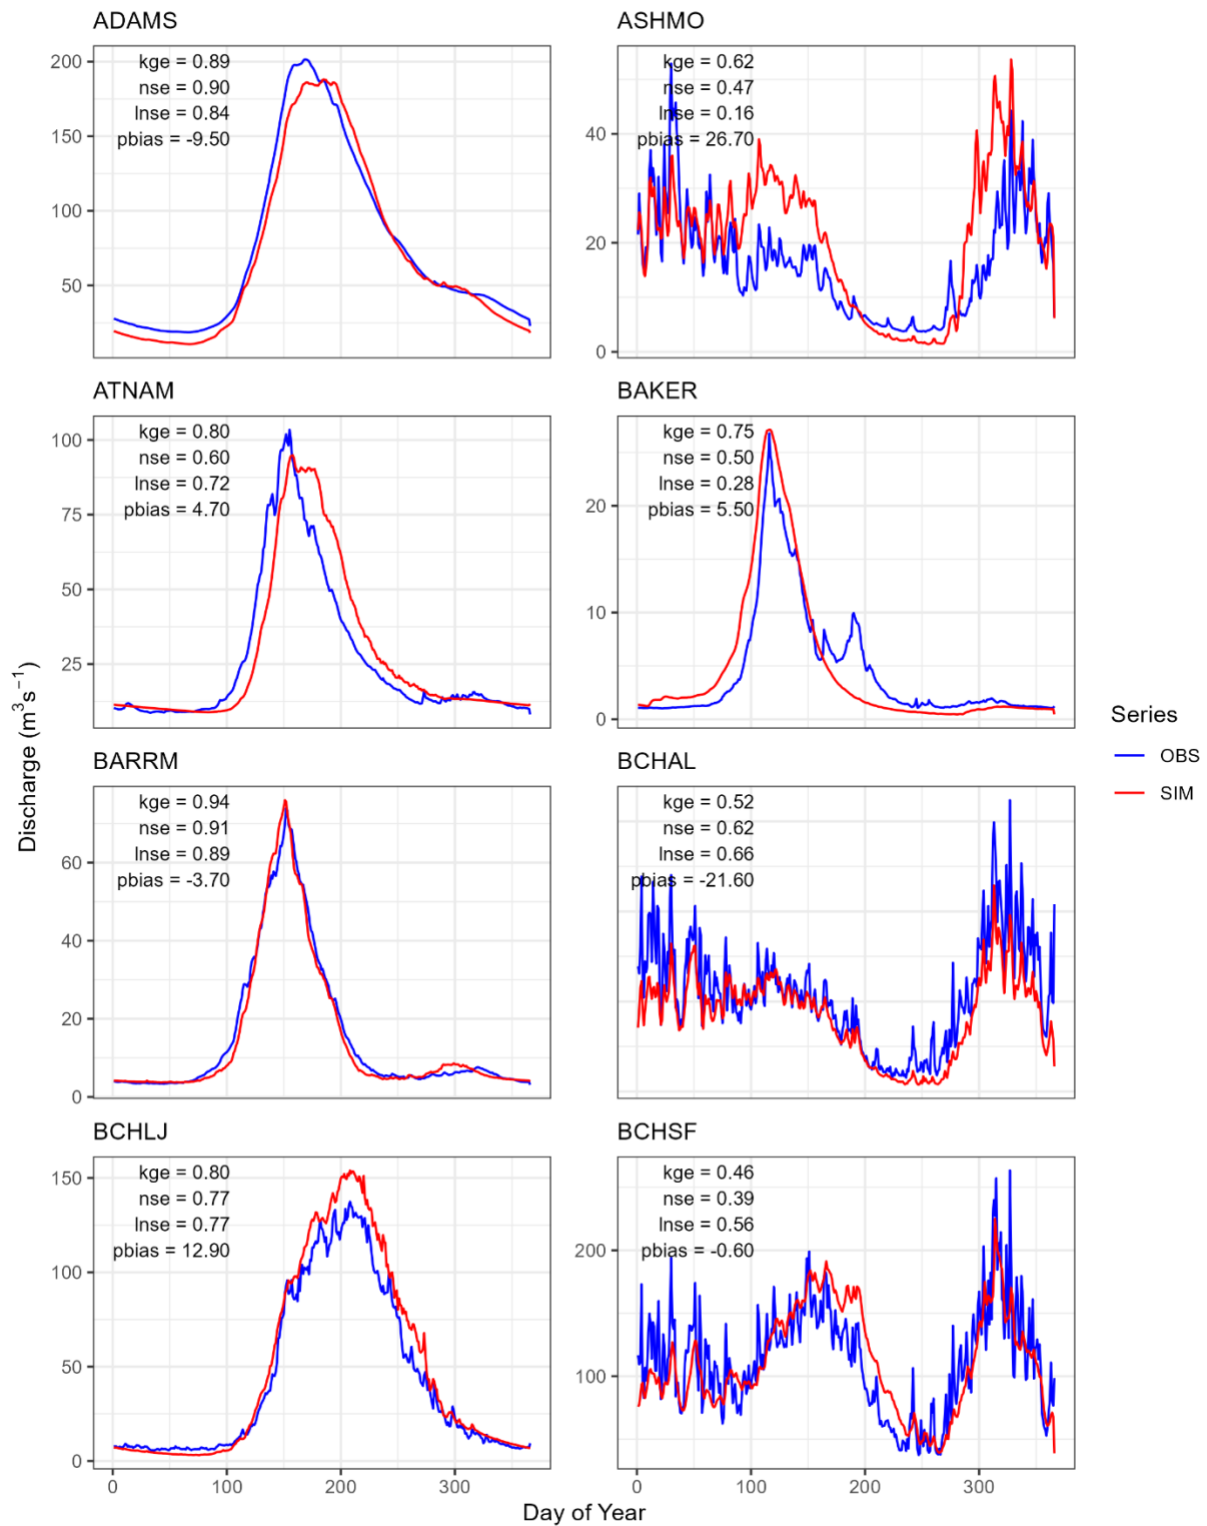 ADAMS
kge = 0.89
nse = 0.90
lnse = 0.84
pbias = -9.50
200
150
100
50
ASHMO
kge = 0.62
nse = 0.47
lnse = 0.16
pbias = 26.70
40
20
0
ATNAM
kge = 0.80
nse = 0.60
lnse = 0.72
pbias = 4.70
100
75
50
25
BAKER
kge = 0.75
nse = 0.50
lnse = 0.28
pbias = 5.50
20
10
0
BARRM
kge = 0.94
nse = 0.91
lnse = 0.89
pbias = -3.70
60
40
20
0
BCHAL
kge = 0.52
nse = 0.62
lnse = 0.66
pbias = -21.60
BCHLJ
kge = 0.80
nse = 0.77
lnse = 0.77
pbias = 12.90
150
100
50
0
0 100 200 300
BCHSF
kge = 0.46
nse = 0.39
lnse = 0.56
pbias = -0.60
200
100
0 100 200 300
Discharge (m³s⁻¹)
Day of Year
Series
OBS
SIM